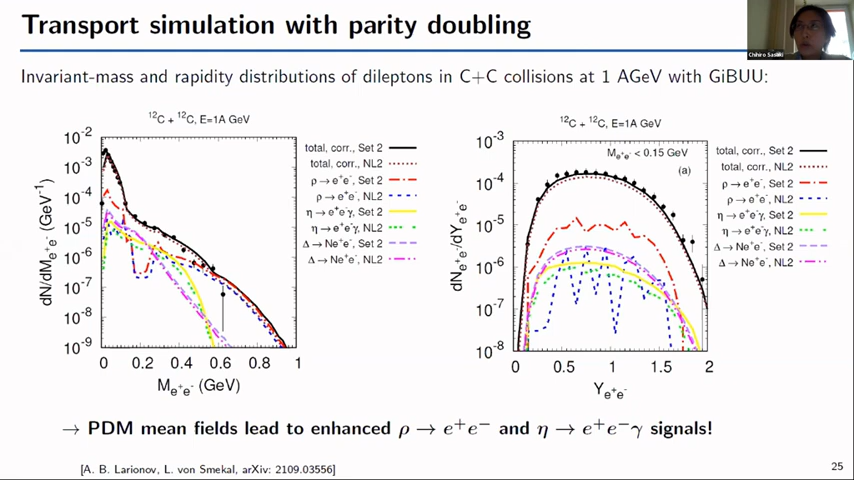 Transport simulation with parity doubling
Chihiro Sasaki
Invariant-mass and rapidity distributions of dileptons in C+C collisions at 1 AGeV with GiBUU:
¹²C + ¹²C, E=1A GeV
dN/dMₑ⁺ₑ⁻ (GeV⁻¹)
10⁻²
10⁻³
10⁻⁴
10⁻⁵
10⁻⁶
10⁻⁷
10⁻⁸
10⁻⁹
0 0.2 0.4 0.6 0.8 1
Mₑ⁺ₑ⁻ (GeV)
total, corr., Set 2
total, corr., NL2
ρ → e⁺e⁻, Set 2
ρ → e⁺e⁻, NL2
η → e⁺e⁻γ, Set 2
η → e⁺e⁻γ, NL2
Δ → Ne⁺e⁻, Set 2
Δ → Ne⁺e⁻, NL2
¹²C + ¹²C, E=1A GeV
Mₑ⁺ₑ⁻ < 0.15 GeV
(a)
dNₑ⁺ₑ⁻/dYₑ⁺ₑ⁻
10⁻³
10⁻⁴
10⁻⁵
10⁻⁶
10⁻⁷
10⁻⁸
0 0.5 1 1.5 2
Yₑ⁺ₑ⁻
total, corr., Set 2
total, corr., NL2
ρ → e⁺e⁻, Set 2
ρ → e⁺e⁻, NL2
η → e⁺e⁻γ, Set 2
η → e⁺e⁻γ, NL2
Δ → Ne⁺e⁻, Set 2
Δ → Ne⁺e⁻, NL2
→ PDM mean fields lead to enhanced ρ → e⁺e⁻ and η → e⁺e⁻γ signals!
[A. B. Larionov, L. von Smekal, arXiv: 2109.03556]
25